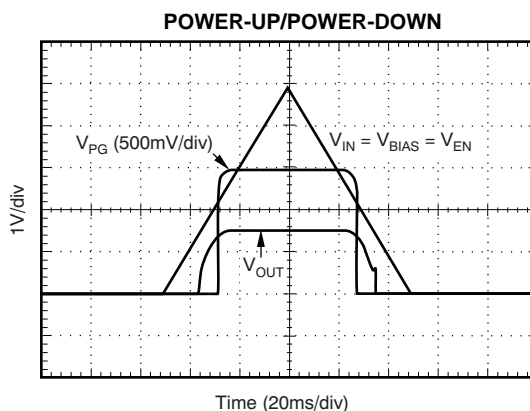 POWER-UP/POWER-DOWN
V_PG (500mV/div)
V_IN = V_BIAS = V_EN
1V/div
V_OUT
Time (20ms/div)